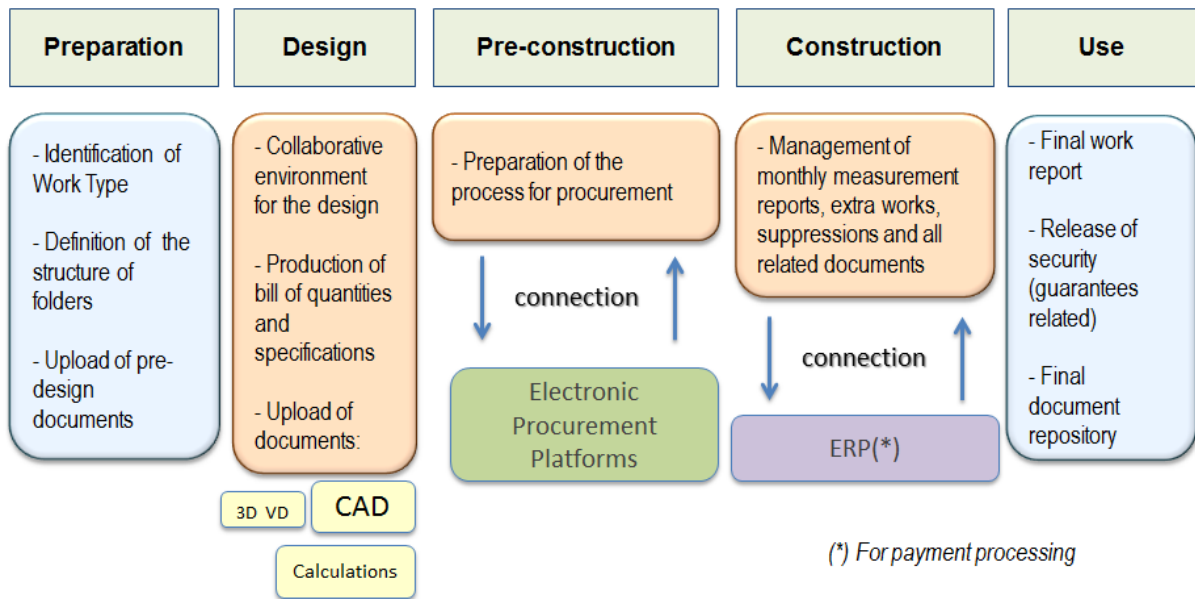 Preparation
Design
Pre-construction
Construction
Use
- Identification of
Work Type
- Definition of the
structure of
folders
- Upload of pre-
design
documents
- Collaborative
environment
for the design
- Production of
bill of quantities
and
specifications
- Upload of
documents:
3D VD
CAD
Calculations
- Preparation of the
process for procurement
connection
Electronic
Procurement
Platforms
- Management of
monthly measurement
reports, extra works,
suppressions and all
related documents
connection
ERP(*)
- Final work
report
- Release of
security
(guarantees
related)
- Final
document
repository
(*) For payment processing